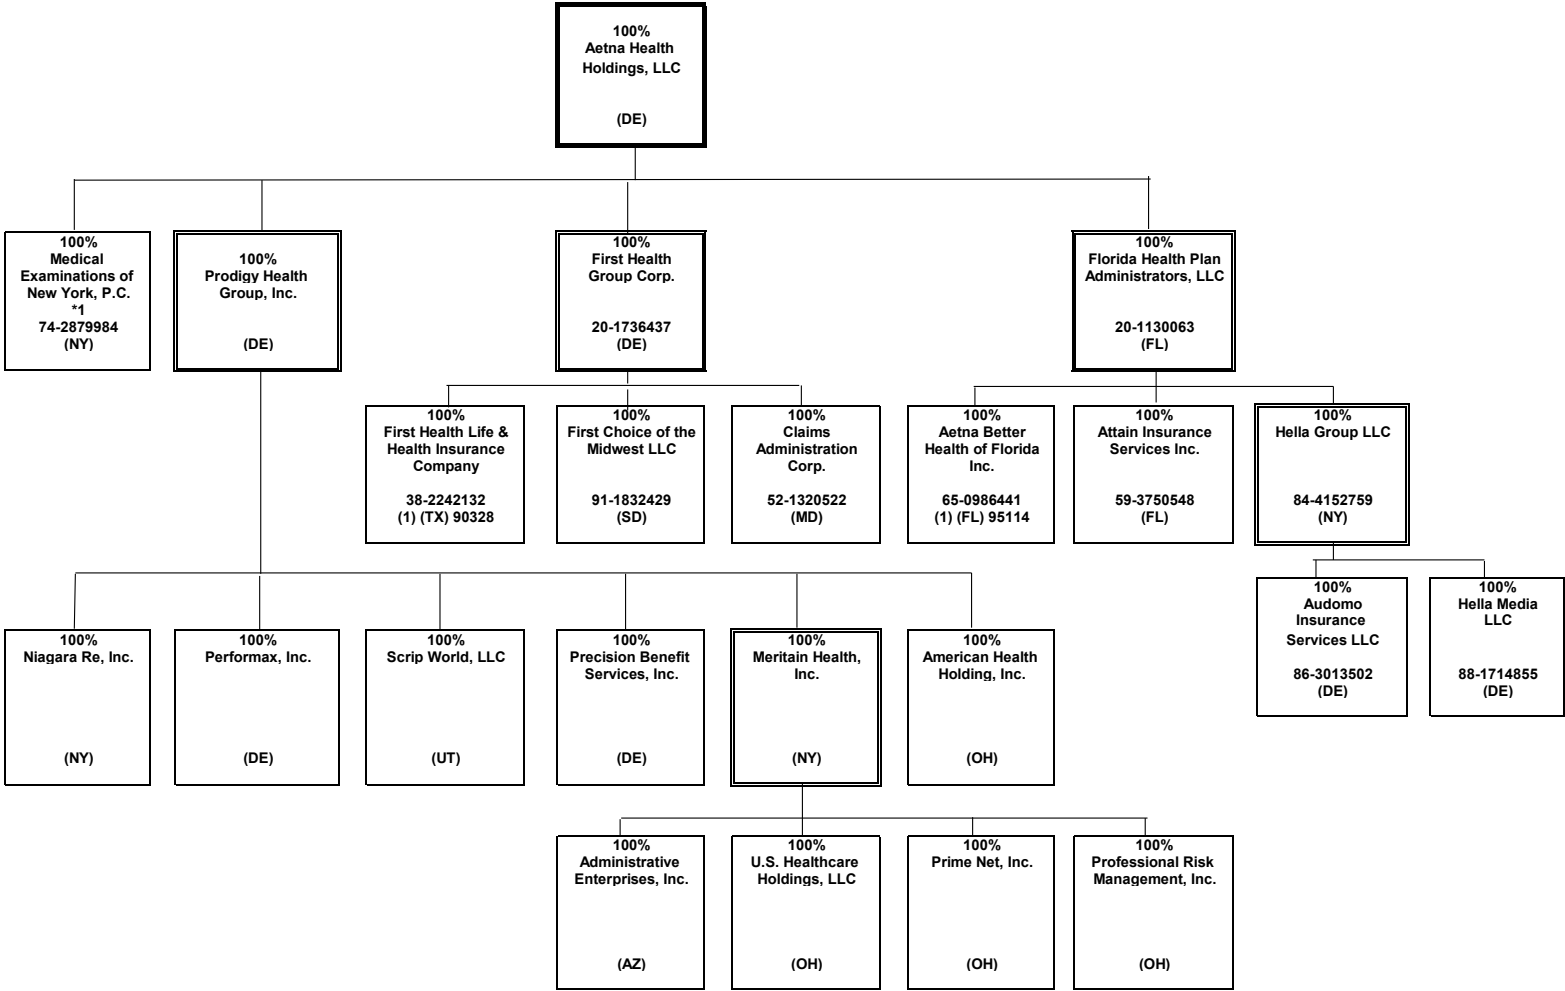 100%
Aetna Health
Holdings, LLC
(DE)
100%
Medical
Examinations of
New York, P.C.
*1
74-2879984
(NY)
100%
Prodigy Health
Group, Inc.
(DE)
100%
First Health
Group Corp.
20-1736437
(DE)
100%
Florida Health Plan
Administrators, LLC
20-1130063
(FL)
100%
First Health Life &
Health Insurance
Company
38-2242132
(1) (TX) 90328
100%
First Choice of the
Midwest LLC
91-1832429
(SD)
100%
Claims
Administration
Corp.
52-1320522
(MD)
100%
Aetna Better
Health of Florida
Inc.
65-0986441
(1) (FL) 95114
100%
Attain Insurance
Services Inc.
59-3750548
(FL)
100%
Hella Group LLC
84-4152759
(NY)
100%
Audomo
Insurance
Services LLC
86-3013502
(DE)
100%
Hella Media
LLC
88-1714855
(DE)
100%
Niagara Re, Inc.
(NY)
100%
Performax, Inc.
(DE)
100%
Scrip World, LLC
(UT)
100%
Precision Benefit
Services, Inc.
(DE)
100%
Meritain Health,
Inc.
(NY)
100%
American Health
Holding, Inc.
(OH)
100%
Administrative
Enterprises, Inc.
(AZ)
100%
U.S. Healthcare
Holdings, LLC
(OH)
100%
Prime Net, Inc.
(OH)
100%
Professional Risk
Management, Inc.
(OH)